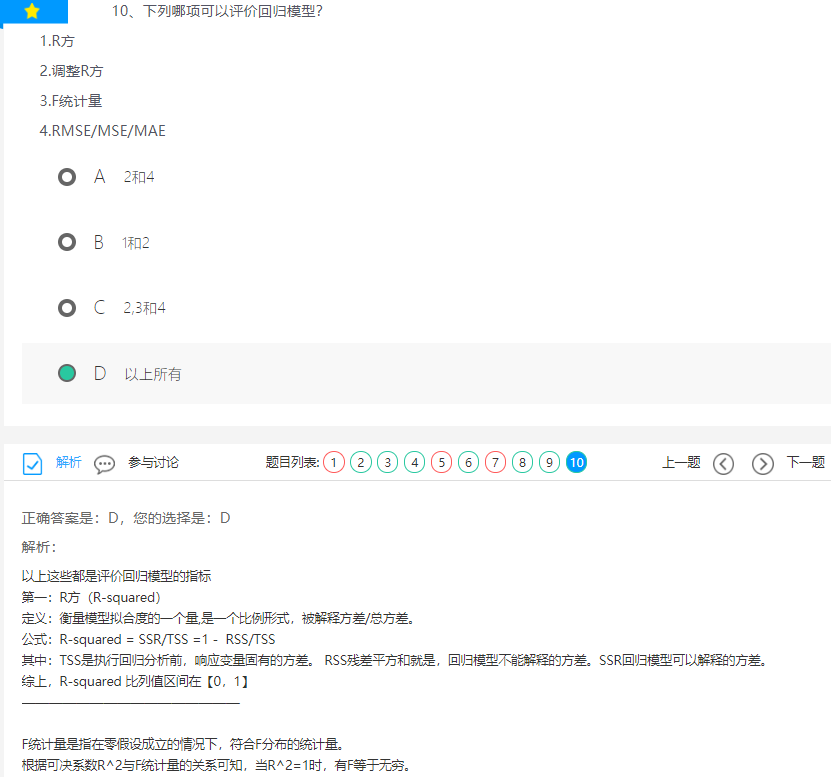 10、下列哪项可以评价回归模型?
1.R方
2.调整R方
3.F统计量
4.RMSE/MSE/MAE
A 2和4
B 1和2
C 2,3和4
D 以上所有
解析 参与讨论 题目列表: 1 2 3 4 5 6 7 8 9 10 上一题 下一题
正确答案是：D，您的选择是：D
解析：
以上这些都是评价回归模型的指标
第一：R方（R-squared）
定义：衡量模型拟合度的一个量,是一个比例形式，被解释方差/总方差。
公式：R-squared = SSR/TSS =1 - RSS/TSS
其中：TSS是执行回归分析前，响应变量固有的方差。 RSS残差平方和就是，回归模型不能解释的方差。SSR回归模型可以解释的方差。
综上，R-squared 比列值区间在【0，1】
F统计量是指在零假设成立的情况下，符合F分布的统计量。
根据可决系数R^2与F统计量的关系可知，当R^2=1时，有F等于无穷。